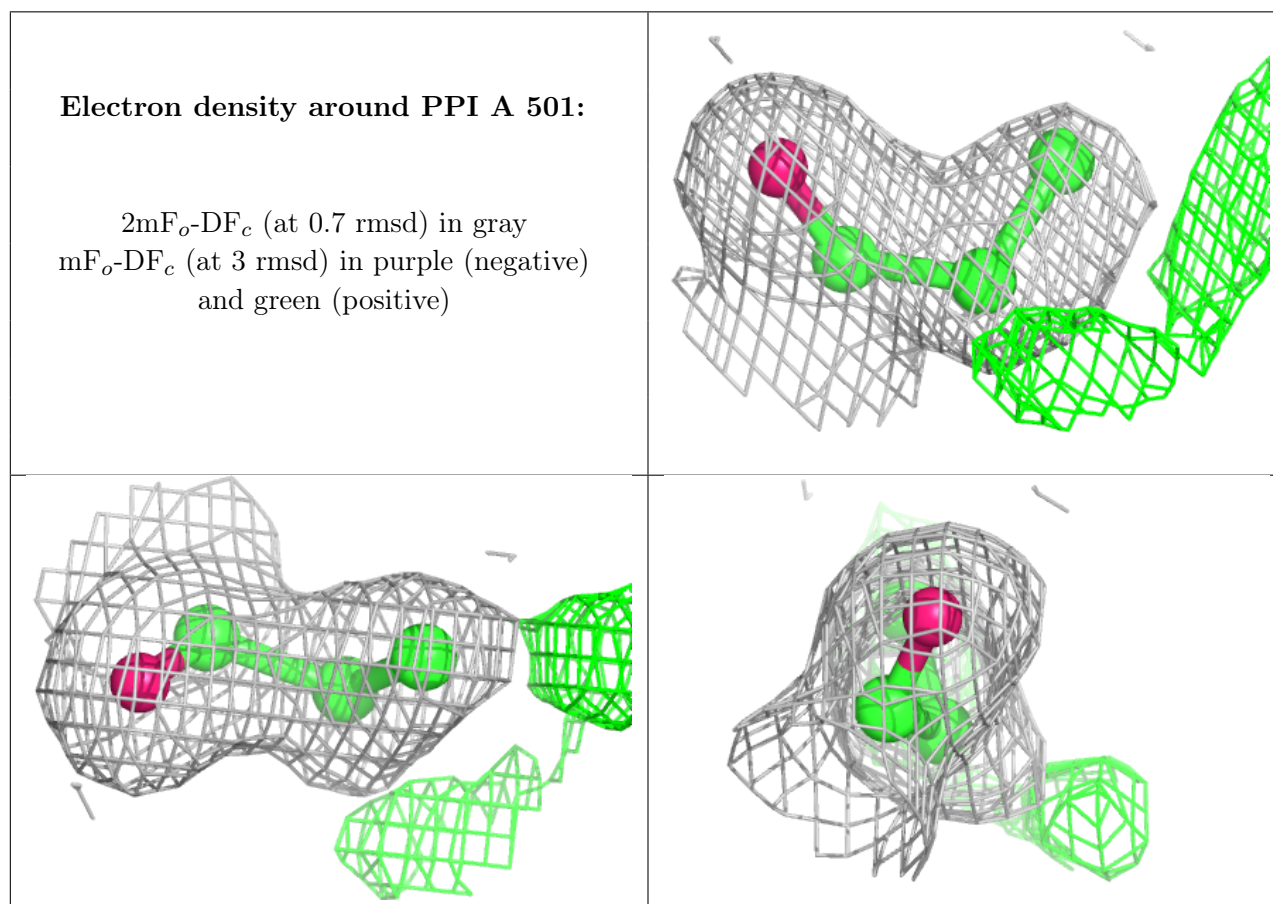 Electron density around PPI A 501:
2mFo-DFc (at 0.7 rmsd) in gray
mFo-DFc (at 3 rmsd) in purple (negative)
and green (positive)